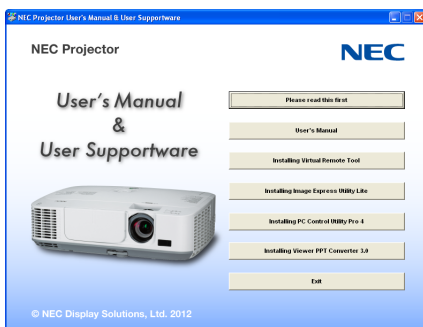 NEC Projector User's Manual & User Supportware
NEC Projector
NEC
User's Manual
&
User Supportware
Please read this first
User's Manual
Installing Virtual Remote Tool
Installing Image Express Utility Lite
Installing PC Control Utility Pro 4
Installing Viewer PPT Converter 3.0
Exit
© NEC Display Solutions, Ltd. 2012